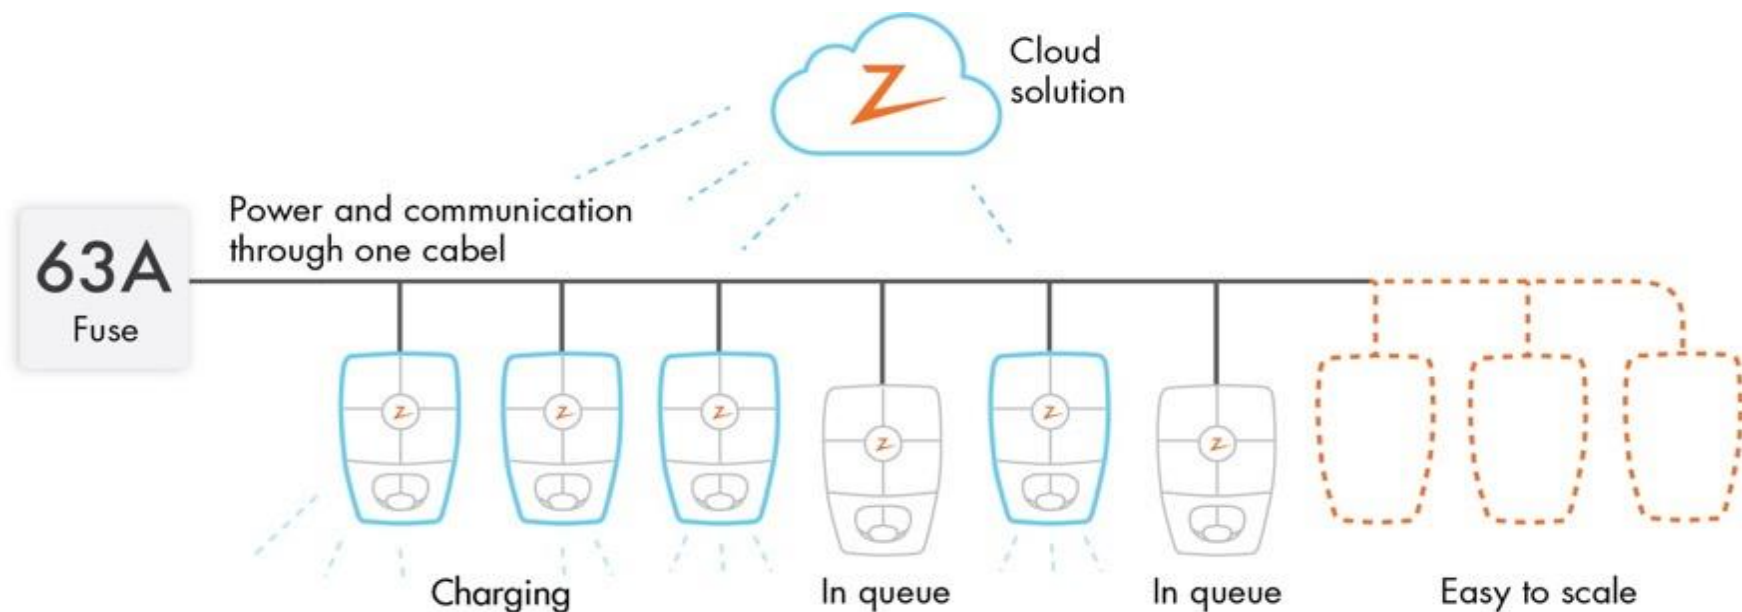 Cloud
solution
Power and communication
through one cabel
63A
Fuse
Charging
In queue
In queue
Easy to scale